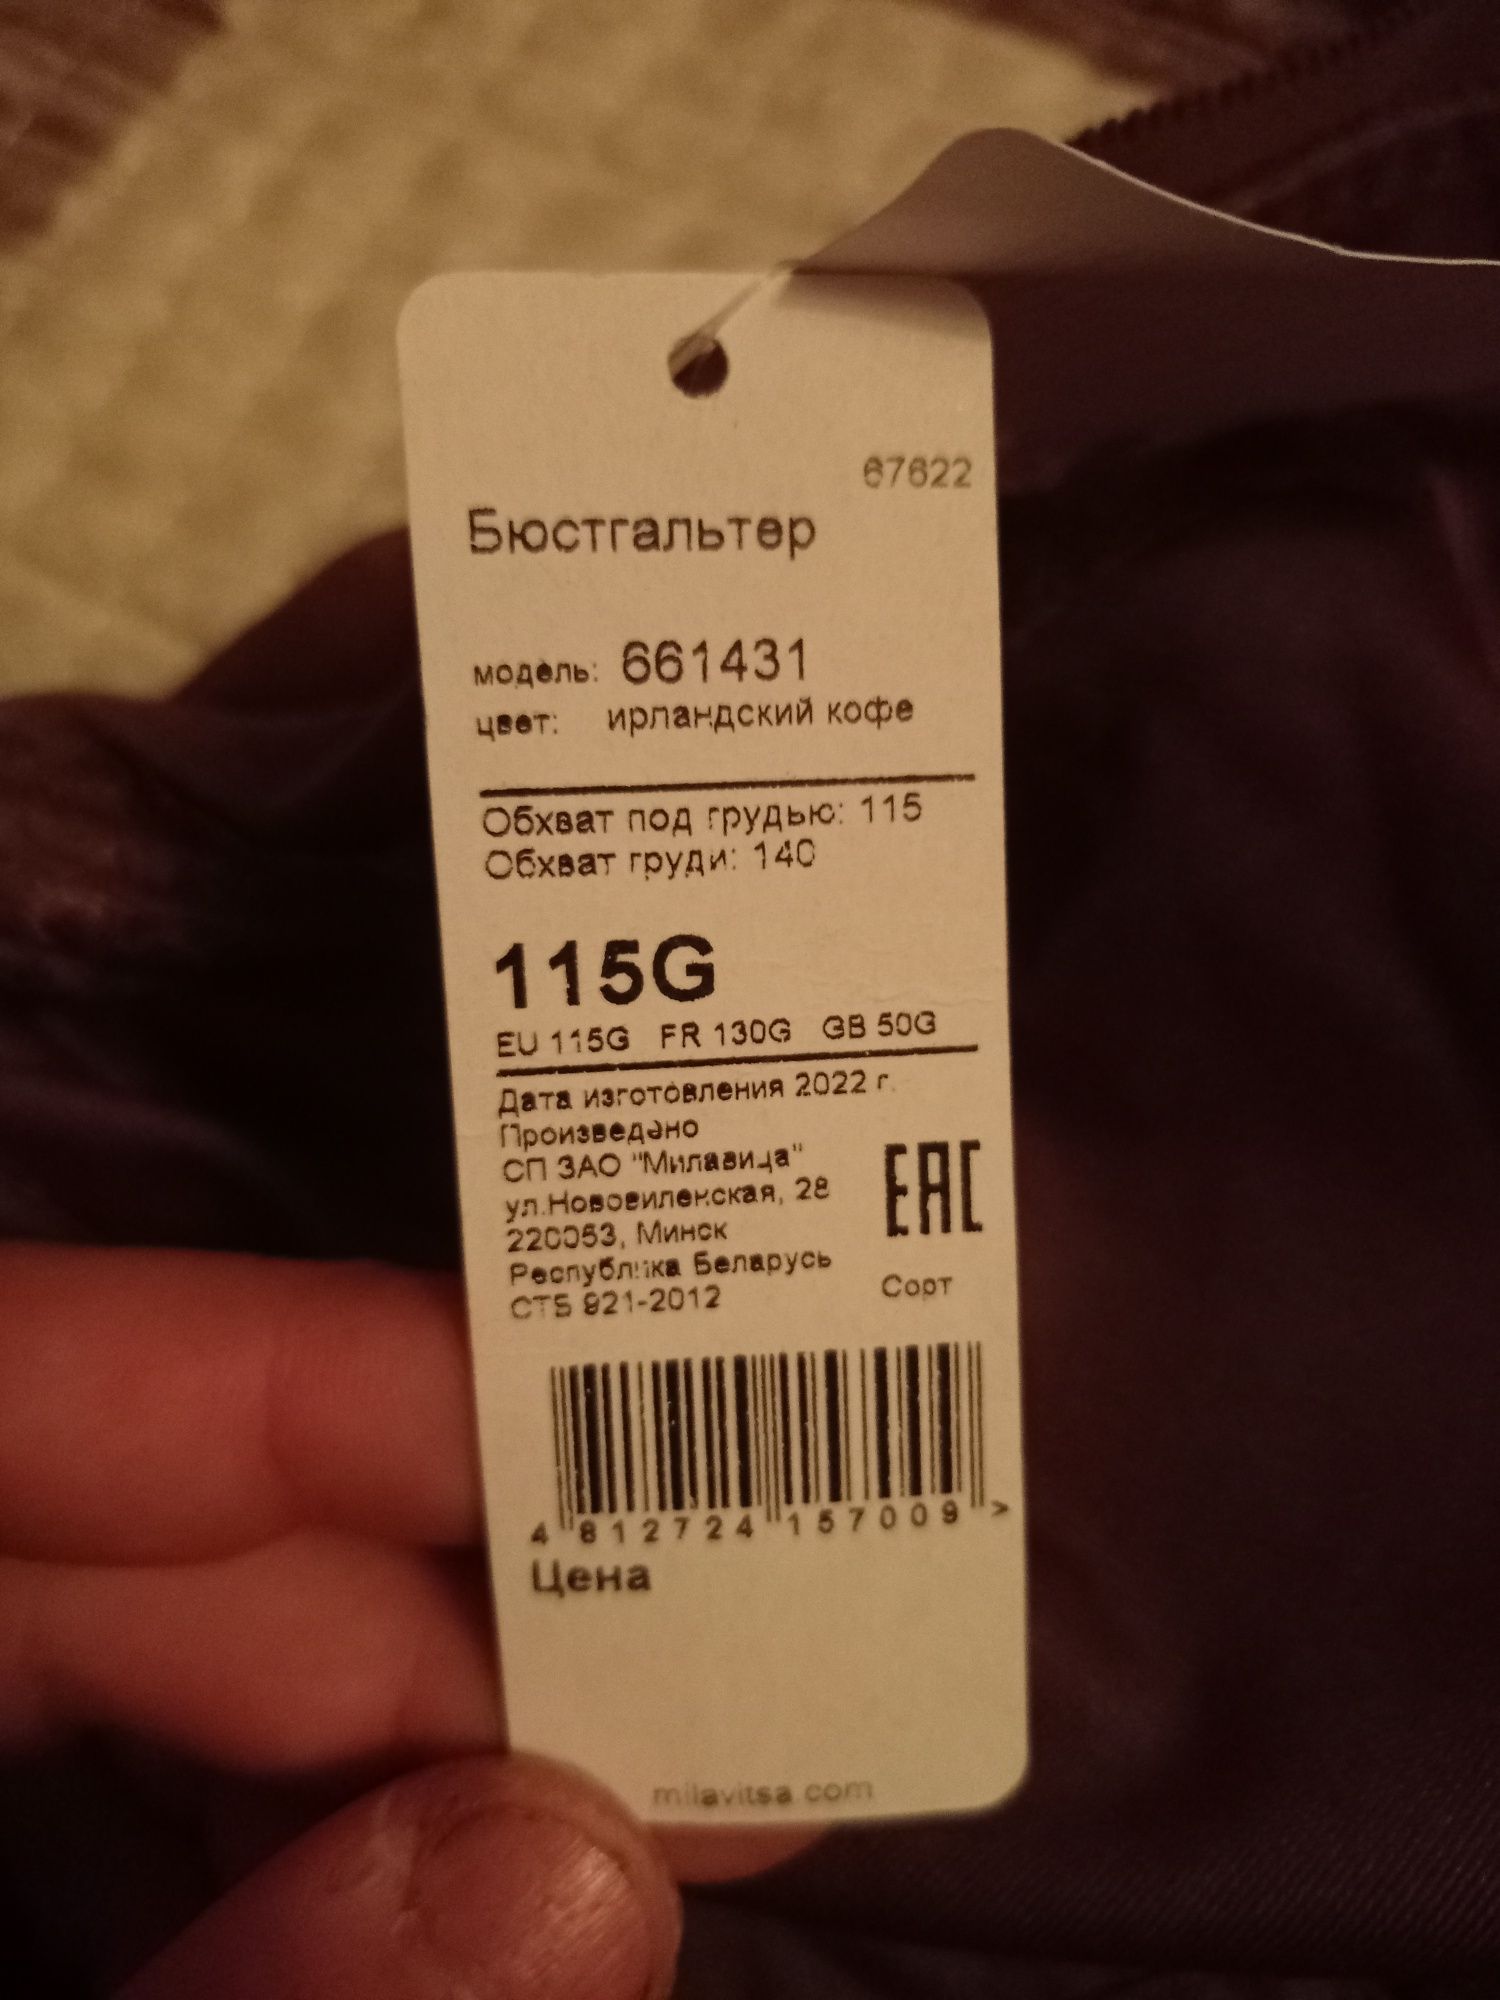 67622
Бюстгальтер
модель: 661431
цвет: ирландский кофе
Обхват под грудью: 115
Обхват груди: 140
115G
EU 115G FR 130G GB 50G
Дата изготовления 2022 г.
Произведено
СП ЗАО "Милавица"
ул.Нововиленская, 28
220053, Минск
Республика Беларусь
СТБ 921-2012
EAC
Сорт
4 812724 157009 >
Цена
milavitsa.com